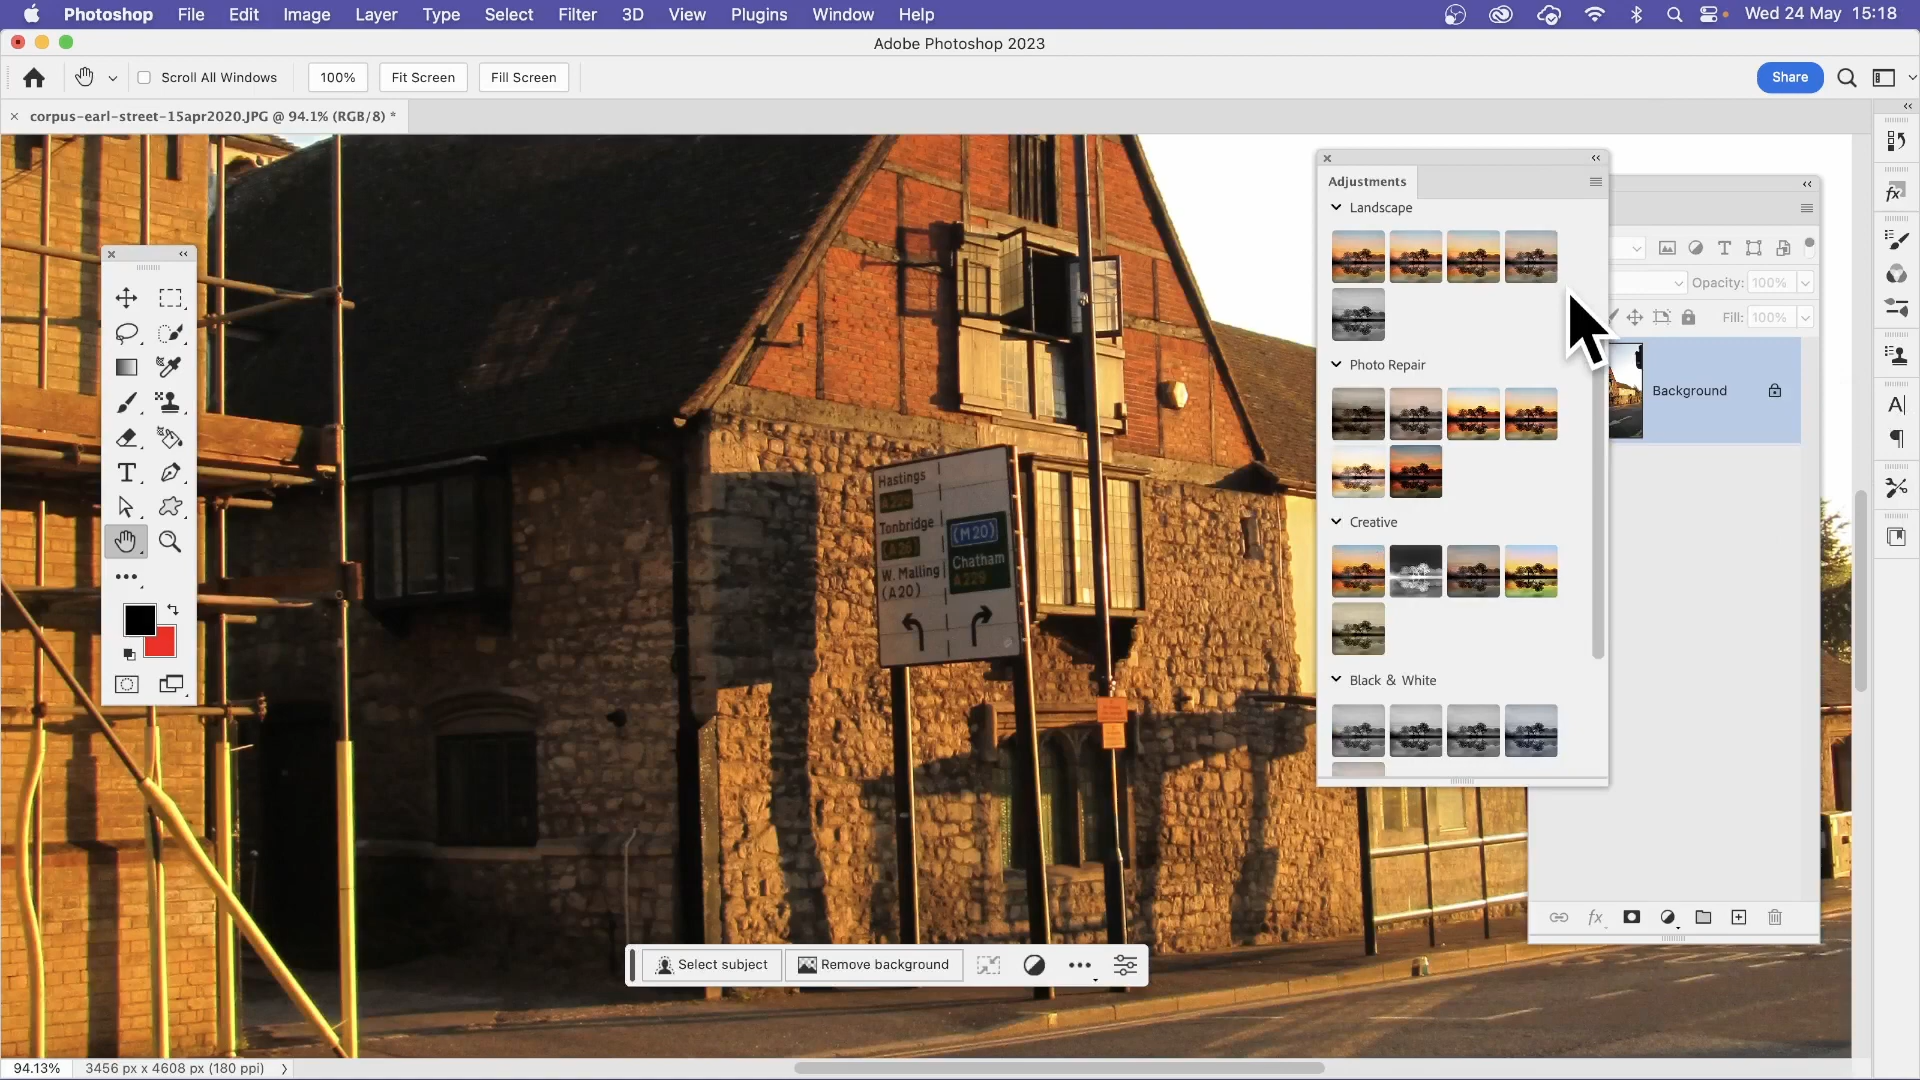 Photoshop File Edit Image Layer Type Select Filter 3D View Plugins Window Help Wed 24 May 15:18
Adobe Photoshop 2023
Scroll All Windows 100% Fit Screen Fill Screen Share
corpus-earl-street-15apr2020.JPG @ 94.1% (RGB/8) *
Adjustments
Landscape
Opacity: 100%
Fill: 100%
Photo Repair
Background
Creative
Black & White
Hastings
Tonbridge
W. Malling
(A20)
(M20)
Chatham
A229
Select subject Remove background
94.13% 3456 px x 4608 px (180 ppi)